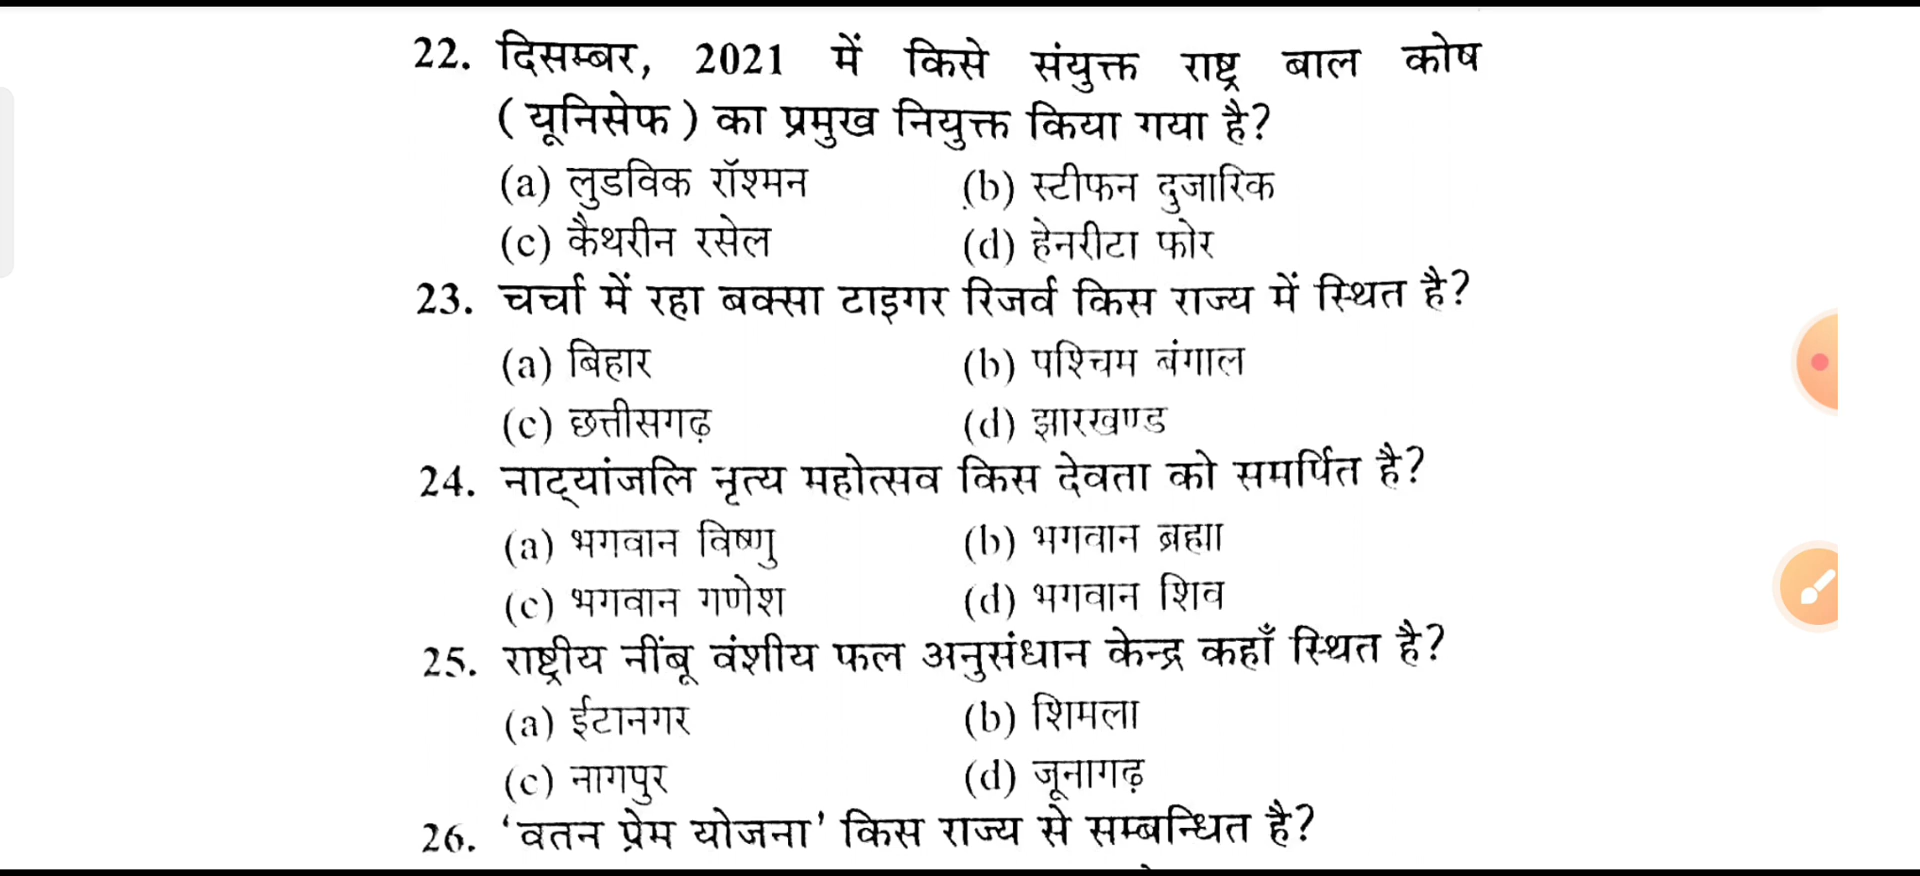 22. दिसम्बर, 2021 में किसे संयुक्त राष्ट्र बाल कोष
(यूनिसेफ) का प्रमुख नियुक्त किया गया है?
(a) लुडविक रॉश्मन (b) स्टीफन दुजारिक
(c) कैथरीन रसेल (d) हेनरीटा फोर
23. चर्चा में रहा बक्सा टाइगर रिजर्व किस राज्य में स्थित है?
(a) बिहार (b) पश्चिम बंगाल
(c) छत्तीसगढ़ (d) झारखण्ड
24. नाट्यांजलि नृत्य महोत्सव किस देवता को समर्पित है?
(a) भगवान विष्णु (b) भगवान ब्रह्मा
(c) भगवान गणेश (d) भगवान शिव
25. राष्ट्रीय नींबू वंशीय फल अनुसंधान केन्द्र कहाँ स्थित है?
(a) ईटानगर (b) शिमला
(c) नागपुर (d) जूनागढ़
26. ‘वतन प्रेम योजना’ किस राज्य से सम्बन्धित है?